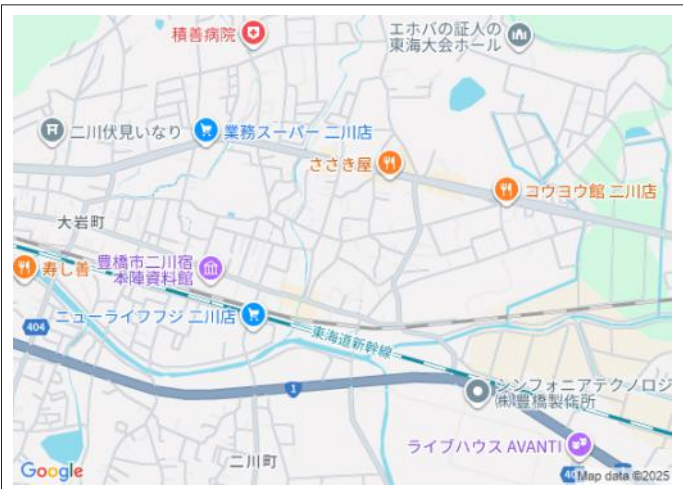 積善病院
エホバの証人の
東海大会ホール
二川伏見いなり
業務スーパー 二川店
ささき屋
コウヨウ館 二川店
大岩町
豊橋市二川宿
本陣資料館
寿し善
ニューライフフジ 二川店
404
東海道新幹線
1
シンフォニアテクノロジ
㈱豊橋製作所
ライブハウス AVANTI
二川町
Google
40
Map data ©2025